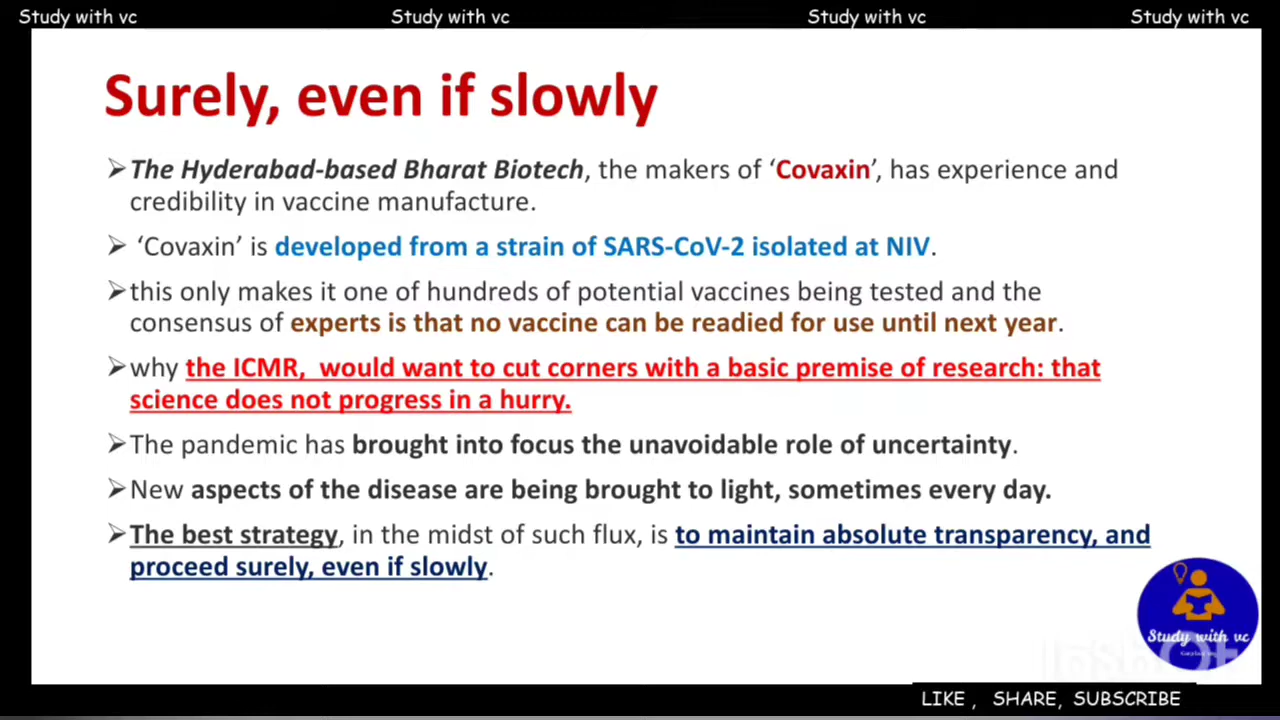 Study with vc Study with vc Study with vc Study with vc
Surely, even if slowly
➢The Hyderabad-based Bharat Biotech, the makers of ‘Covaxin’, has experience and
credibility in vaccine manufacture.
➢ ‘Covaxin’ is developed from a strain of SARS-CoV-2 isolated at NIV.
➢this only makes it one of hundreds of potential vaccines being tested and the
consensus of experts is that no vaccine can be readied for use until next year.
➢why the ICMR, would want to cut corners with a basic premise of research: that
science does not progress in a hurry.
➢The pandemic has brought into focus the unavoidable role of uncertainty.
➢New aspects of the disease are being brought to light, sometimes every day.
➢The best strategy, in the midst of such flux, is to maintain absolute transparency, and
proceed surely, even if slowly.
Study with vc
LIKE , SHARE, SUBSCRIBE